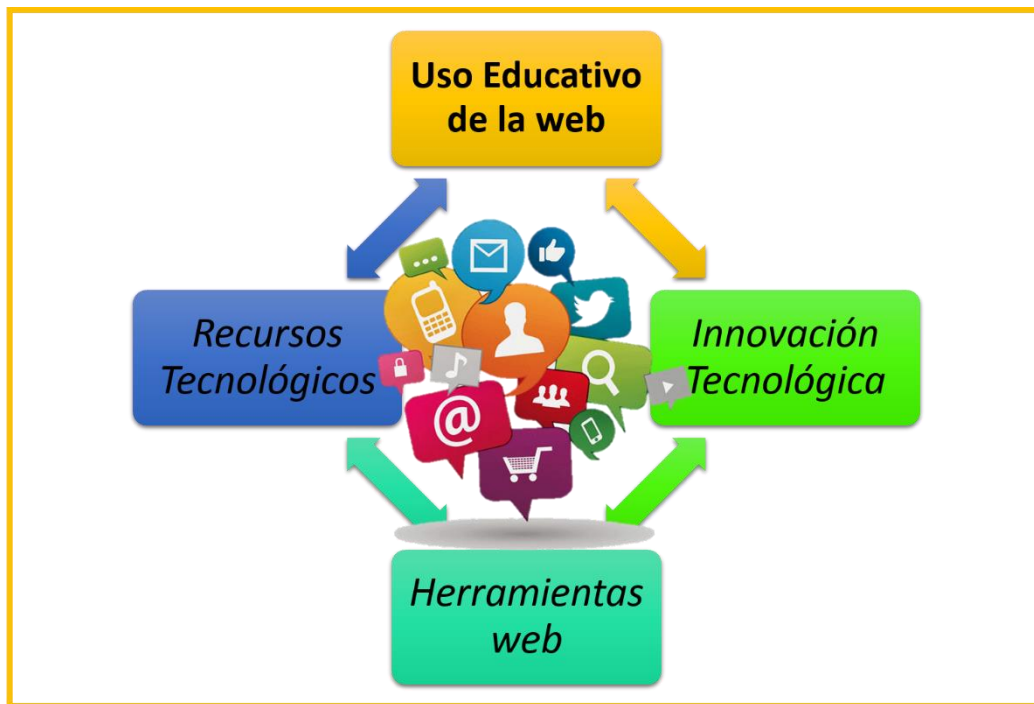 Uso Educativo
de la web
Recursos
Tecnológicos
Innovación
Tecnológica
@
Herramientas
web